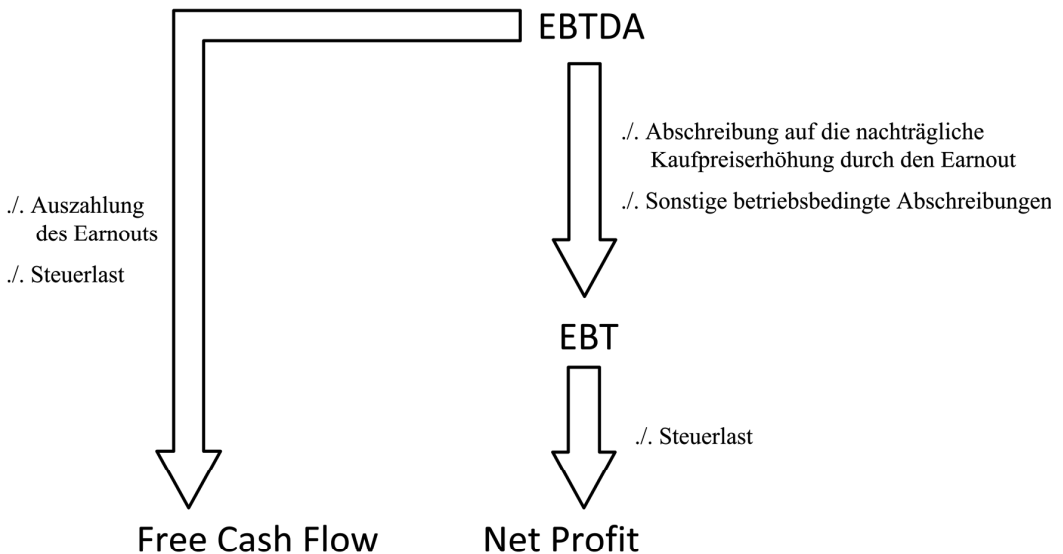 EBTDA
./. Abschreibung auf die nachträgliche
Kaufpreiserhöhung durch den Earnout
./. Sonstige betriebsbedingte Abschreibungen
./. Auszahlung
des Earnouts
./. Steuerlast
EBT
./. Steuerlast
Free Cash Flow
Net Profit